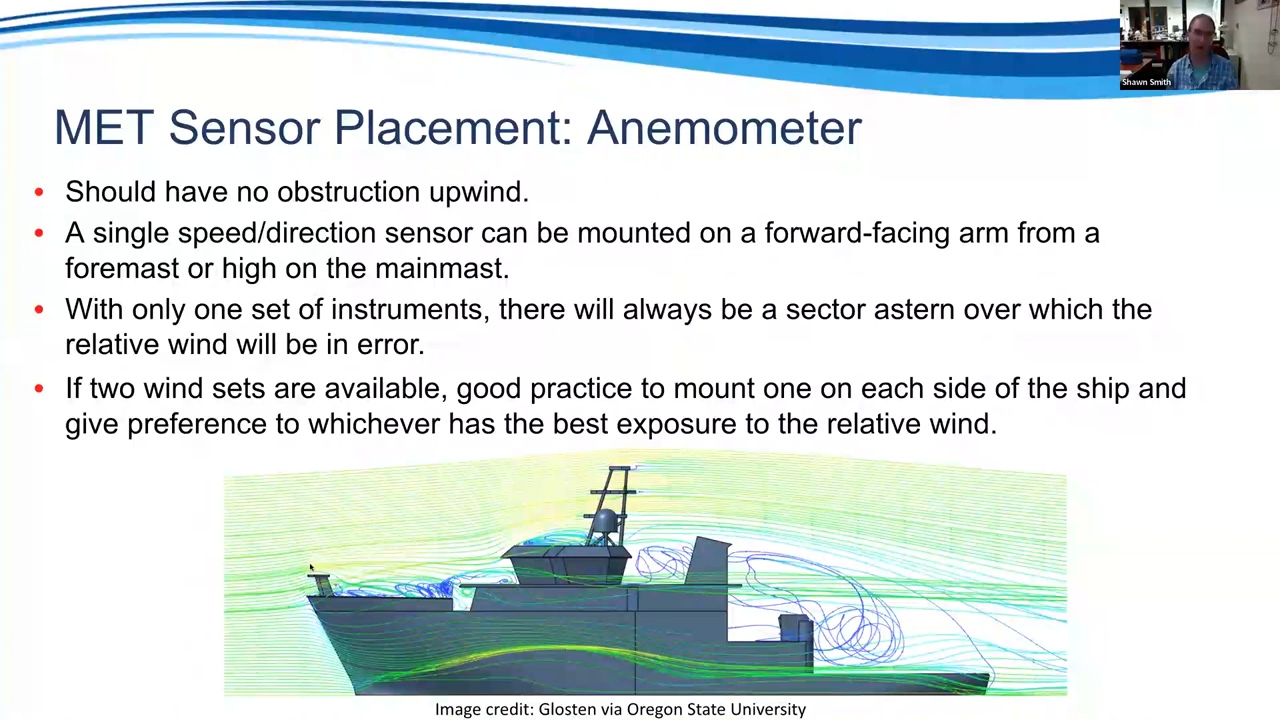 Shawn Smith
MET Sensor Placement: Anemometer
• Should have no obstruction upwind.
• A single speed/direction sensor can be mounted on a forward-facing arm from a
foremast or high on the mainmast.
• With only one set of instruments, there will always be a sector astern over which the
relative wind will be in error.
• If two wind sets are available, good practice to mount one on each side of the ship and
give preference to whichever has the best exposure to the relative wind.
Image credit: Glosten via Oregon State University